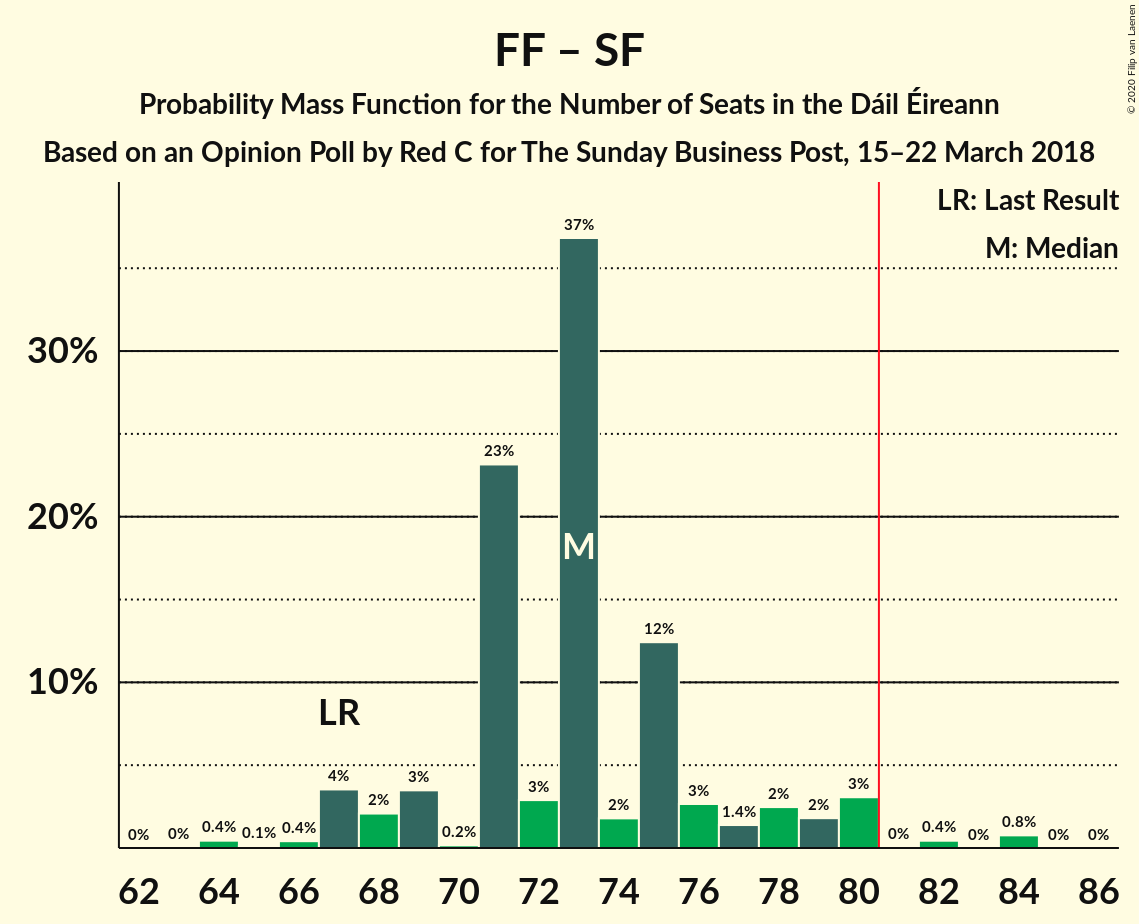 FF – SF
Probability Mass Function for the Number of Seats in the Dáil Éireann
Based on an Opinion Poll by Red C for The Sunday Business Post, 15–22 March 2018
© 2020 Filip van Laenen
LR: Last Result
M: Median
30%
20%
10%
0% 0% 0.4% 0.1% 0.4% 4% 2% 3% 0.2% 23% 3% 37% 2% 12% 3% 1.4% 2% 2% 3% 0% 0.4% 0% 0.8% 0% 0%
LR
M
62 64 66 68 70 72 74 76 78 80 82 84 86